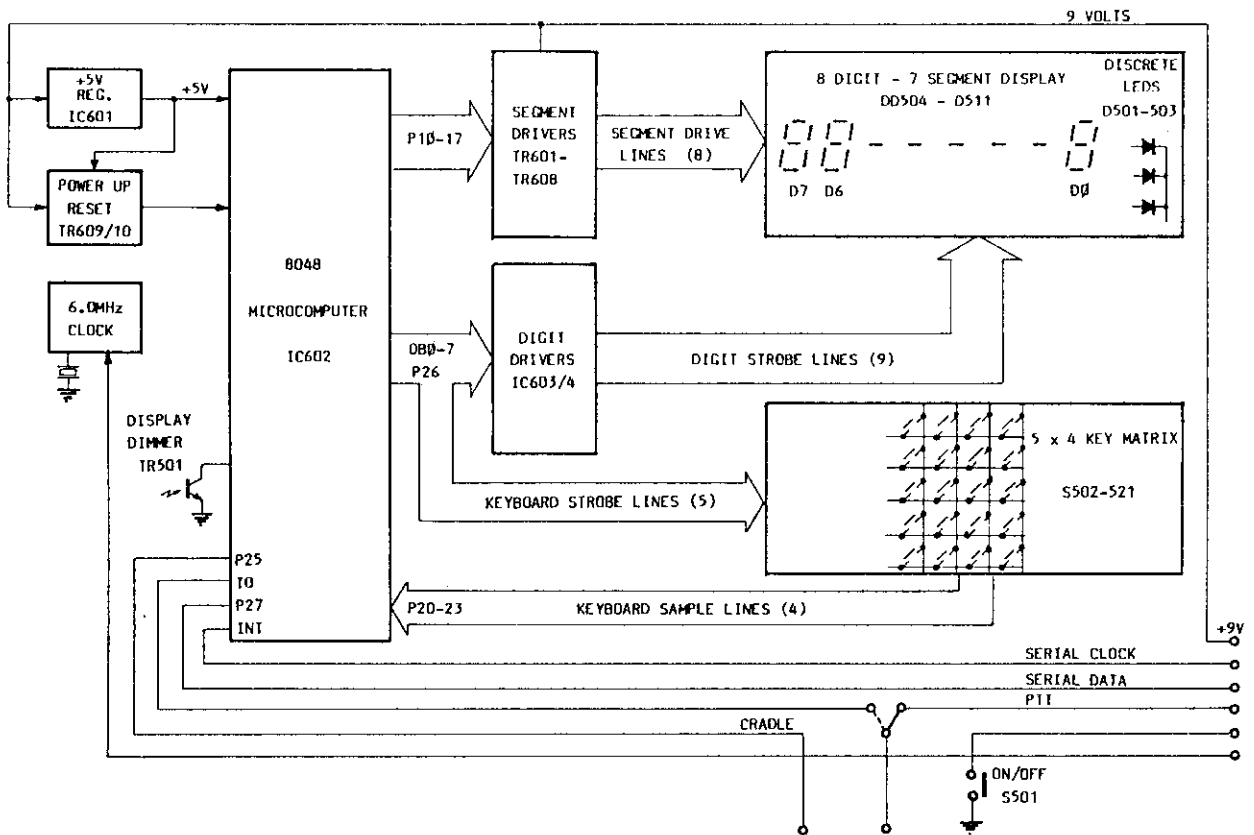 9 VOLTS
+5V
REG.
IC601
+5V
POWER UP
RESET
TR609/10
6.0MHz
CLOCK
DISPLAY
DIMMER
TR501
8048
MICROCOMPUTER
IC602
P1Ø-17
OBØ-7
P26
P25
TO
P27
INT
P20-23
SEGMENT
DRIVERS
TR601-
TR608
SEGMENT DRIVE
LINES (8)
8 DIGIT - 7 SEGMENT DISPLAY
DD504 - D511
D7 D6
DØ
DISCRETE
LEDS
D501-503
DIGIT
DRIVERS
IC603/4
DIGIT STROBE LINES (9)
KEYBOARD STROBE LINES (5)
5 x 4 KEY MATRIX
S502-521
KEYBOARD SAMPLE LINES (4)
+9V
SERIAL CLOCK
SERIAL DATA
PTT
CRADLE
ON/OFF
S501